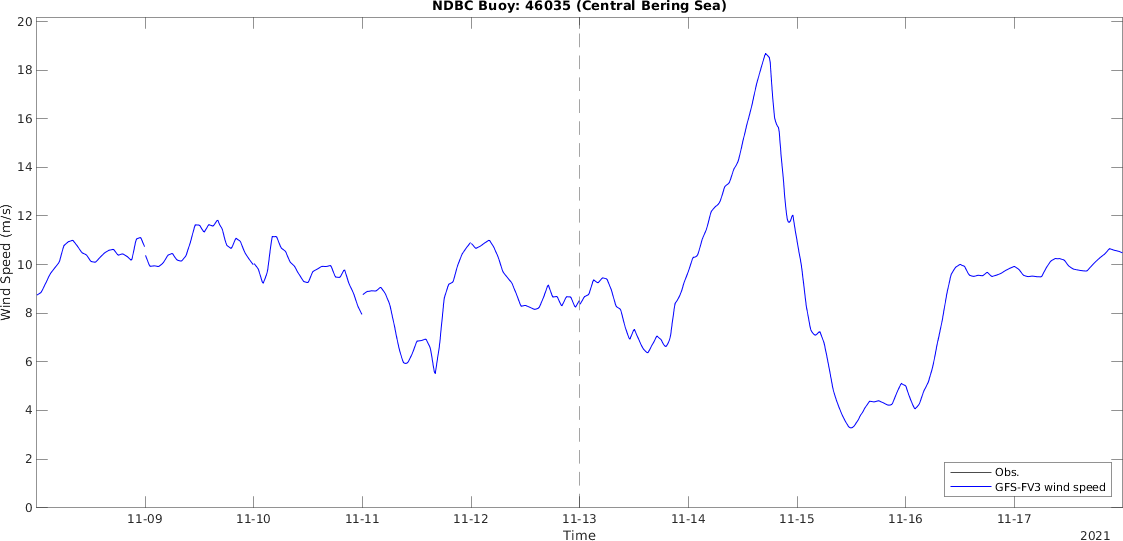 NDBC Buoy: 46035 (Central Bering Sea)
20
18
16
14
12
10
8
6
4
2
0
Wind Speed (m/s)
11-09 11-10 11-11 11-12 11-13 11-14 11-15 11-16 11-17
Time
2021
Obs.
GFS-FV3 wind speed